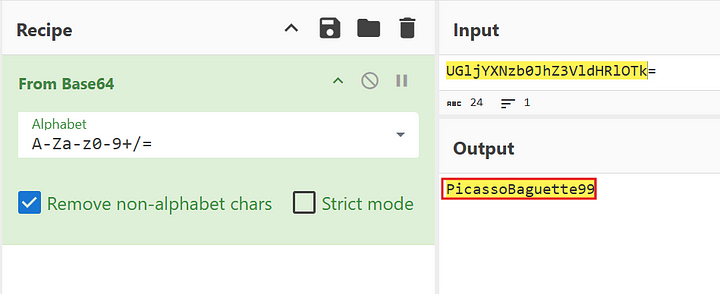 Recipe
From Base64
Alphabet
A-Za-z0-9+/=
Remove non-alphabet chars
Strict mode
Input
UGljYXNzb0JhZ3VldHRlOTk=
ABC 24 1
Output
PicassoBaguette99